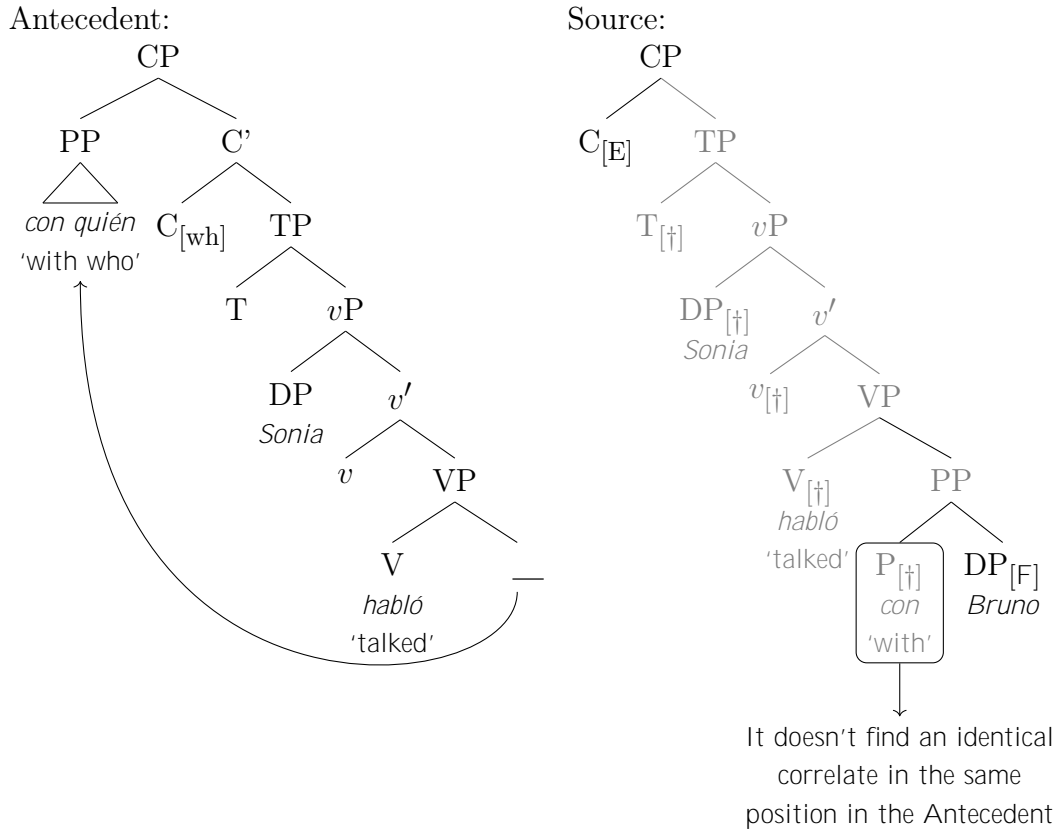 Antecedent:
Source:
CP
CP
PP
C'
C[E]
TP
con quién
'with who'
C[wh]
TP
T[†]
vP
T
vP
DP[†]
Sonia
v′
DP
Sonia
v′
v[†]
VP
v
VP
V[†]
habló
'talked'
PP
V
habló
'talked'
—
P[†]
con
'with'
DP[F]
Bruno
It doesn't find an identical
correlate in the same
position in the Antecedent